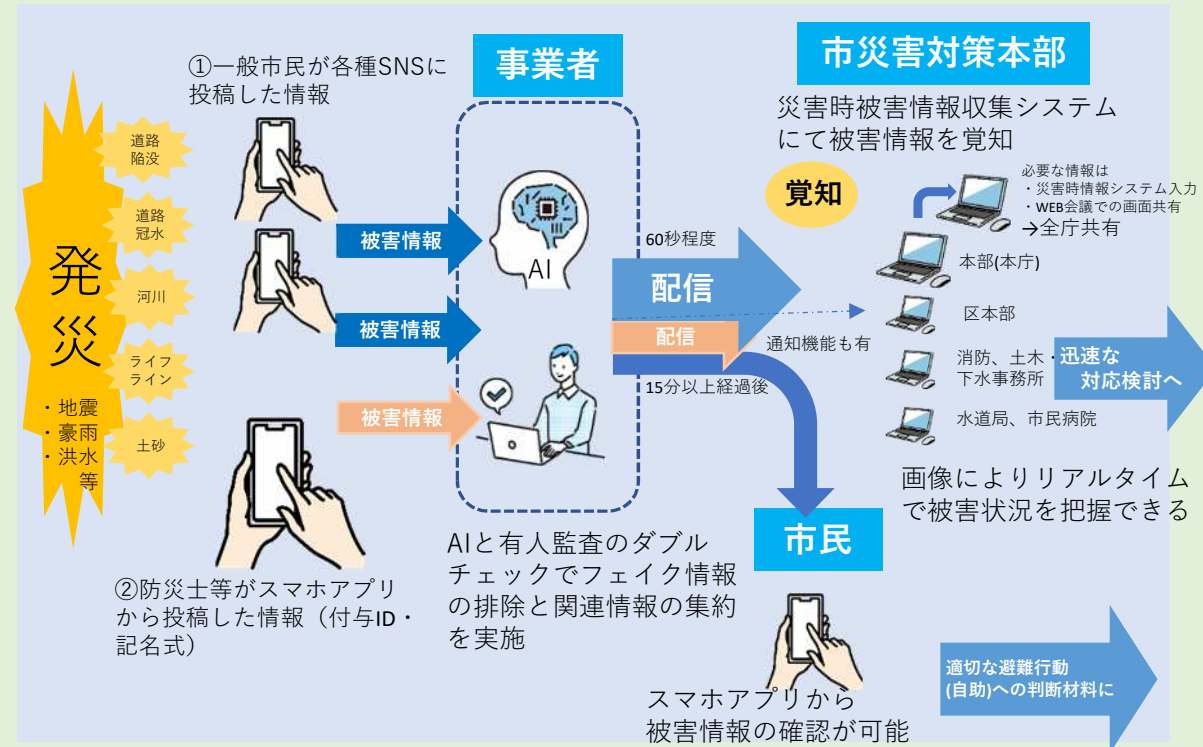 発災
・地震
・豪雨
・洪水
等
道路
陥没
道路
冠水
河川
ライフ
ライン
土砂
①一般市民が各種SNSに
投稿した情報
②防災士等がスマホアプリ
から投稿した情報（付与ID・
記名式）
被害情報
被害情報
被害情報
事業者
AI
AIと有人監査のダブル
チェックでフェイク情報
の排除と関連情報の集約
を実施
60秒程度
配信
配信
15分以上経過後
通知機能も有
市災害対策本部
災害時被害情報収集システム
にて被害情報を覚知
覚知
必要な情報は
・災害時情報システム入力
・WEB会議での画面共有
→全庁共有
本部(本庁)
区本部
消防、土木・
下水事務所
水道局、市民病院
迅速な
対応検討へ
画像によりリアルタイム
で被害状況を把握できる
市民
スマホアプリから
被害情報の確認が可能
適切な避難行動
(自助)への判断材料に